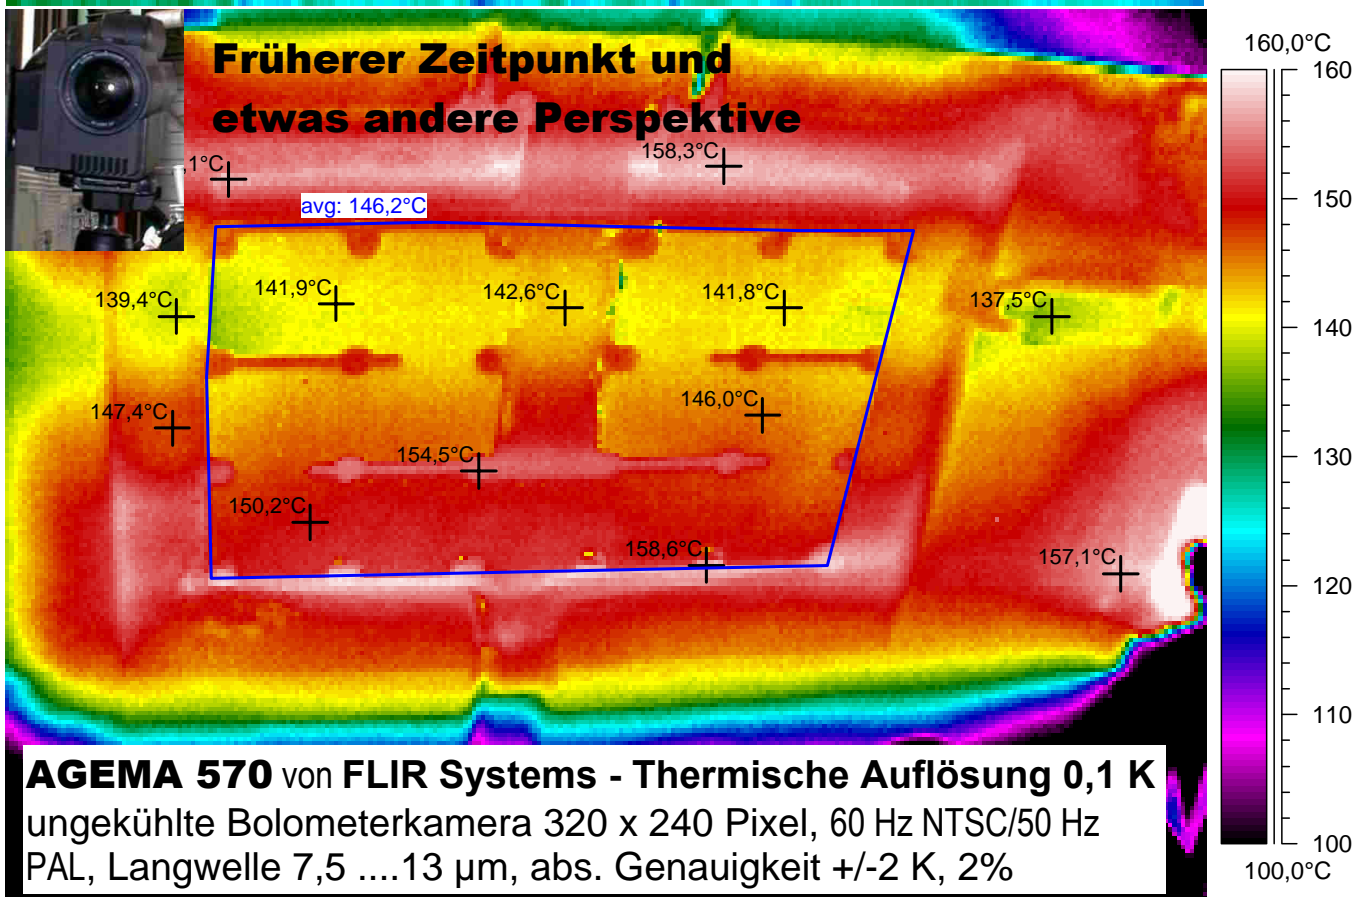 Früherer Zeitpunkt und
etwas andere Perspektive
160,0°C
160
150
140
130
120
110
100
100,0°C
,1°C
158,3°C
avg: 146,2°C
139,4°C
141,9°C
142,6°C
141,8°C
137,5°C
147,4°C
146,0°C
154,5°C
150,2°C
158,6°C
157,1°C
AGEMA 570 von FLIR Systems - Thermische Auflösung 0,1 K
ungekühlte Bolometerkamera 320 x 240 Pixel, 60 Hz NTSC/50 Hz
PAL, Langwelle 7,5 ....13 µm, abs. Genauigkeit +/-2 K, 2%